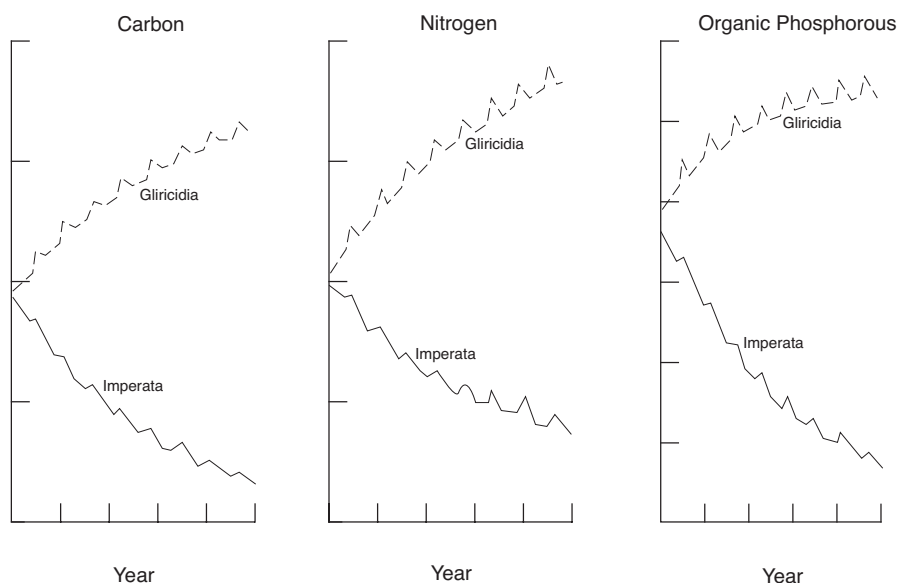 Carbon
Gliricidia
Imperata
Year
Nitrogen
Gliricidia
Imperata
Year
Organic Phosphorous
Gliricidia
Imperata
Year